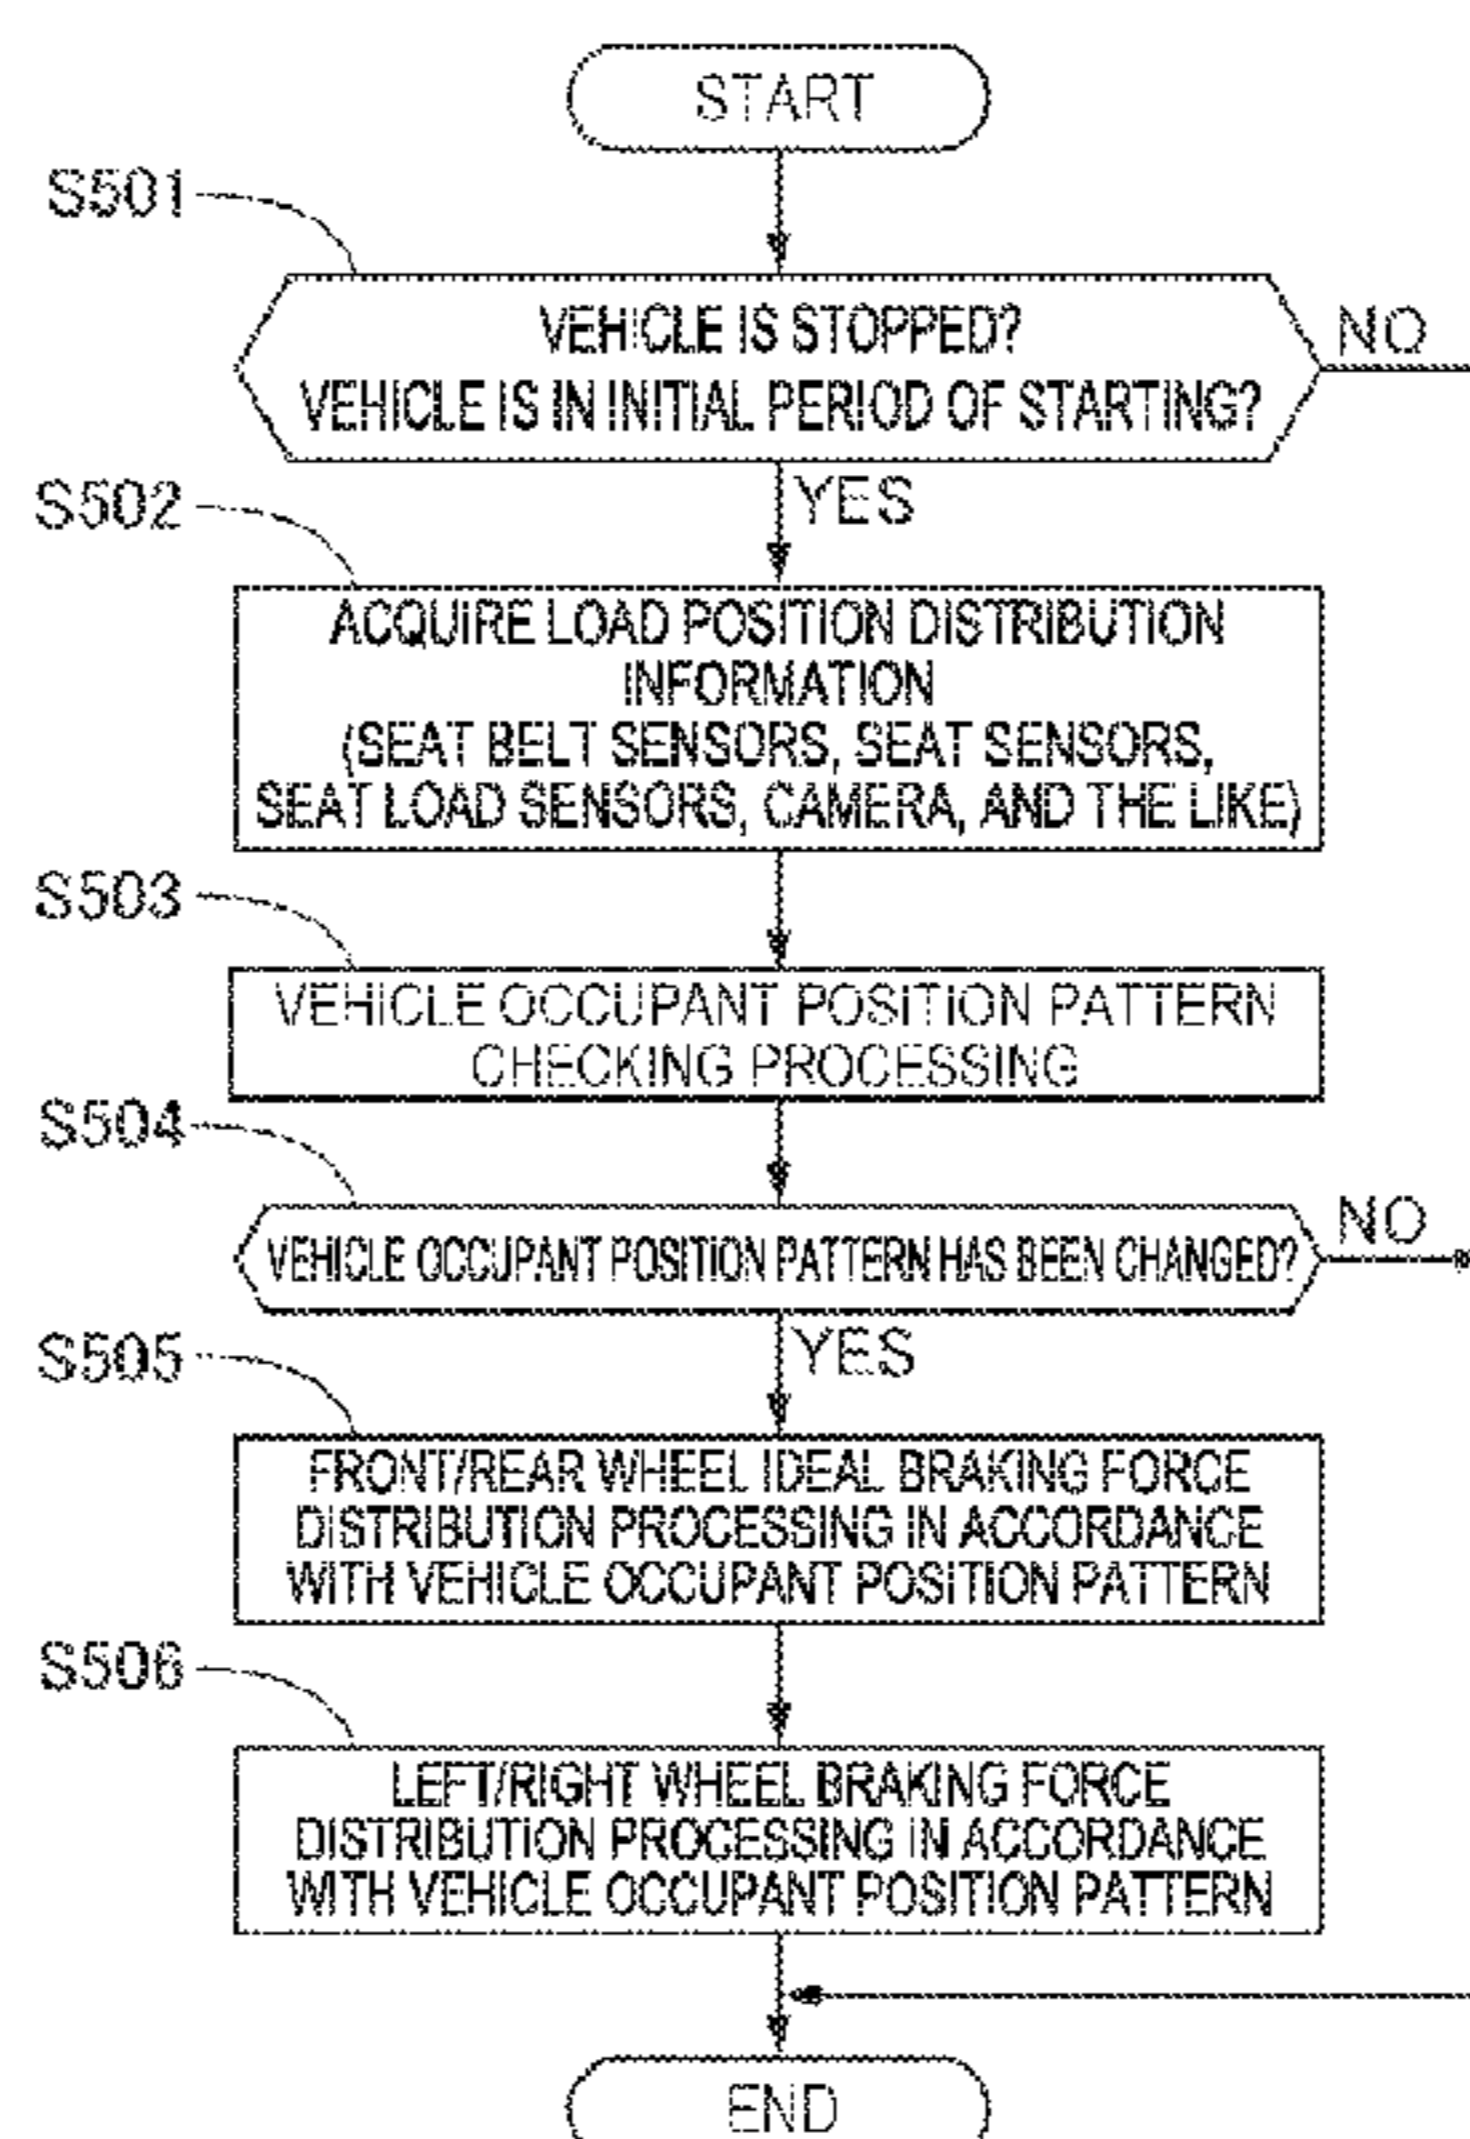 START
S501
VEHICLE IS STOPPED?
VEHICLE IS IN INITIAL PERIOD OF STARTING?
NO
YES
S502
ACQUIRE LOAD POSITION DISTRIBUTION
INFORMATION
(SEAT BELT SENSORS, SEAT SENSORS,
SEAT LOAD SENSORS, CAMERA, AND THE LIKE)
S503
VEHICLE OCCUPANT POSITION PATTERN
CHECKING PROCESSING
S504
VEHICLE OCCUPANT POSITION PATTERN HAS BEEN CHANGED?
NO
YES
S505
FRONT/REAR WHEEL IDEAL BRAKING FORCE
DISTRIBUTION PROCESSING IN ACCORDANCE
WITH VEHICLE OCCUPANT POSITION PATTERN
S506
LEFT/RIGHT WHEEL BRAKING FORCE
DISTRIBUTION PROCESSING IN ACCORDANCE
WITH VEHICLE OCCUPANT POSITION PATTERN
END